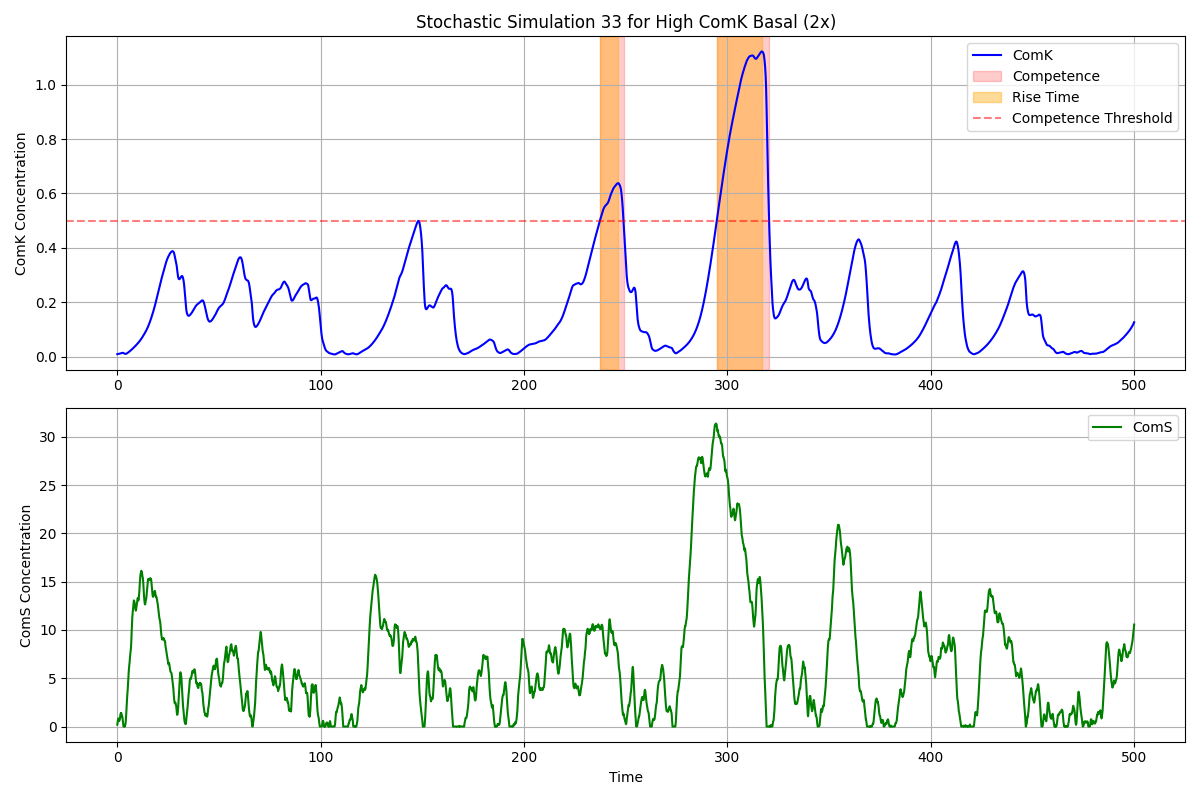 Stochastic Simulation 33 for High ComK Basal (2x)
ComK Concentration
1.0
0.8
0.6
0.4
0.2
0.0
ComK
Competence
Rise Time
Competence Threshold
0
100
200
300
400
500
ComS Concentration
30
25
20
15
10
5
0
ComS
0
100
200
300
400
500
Time